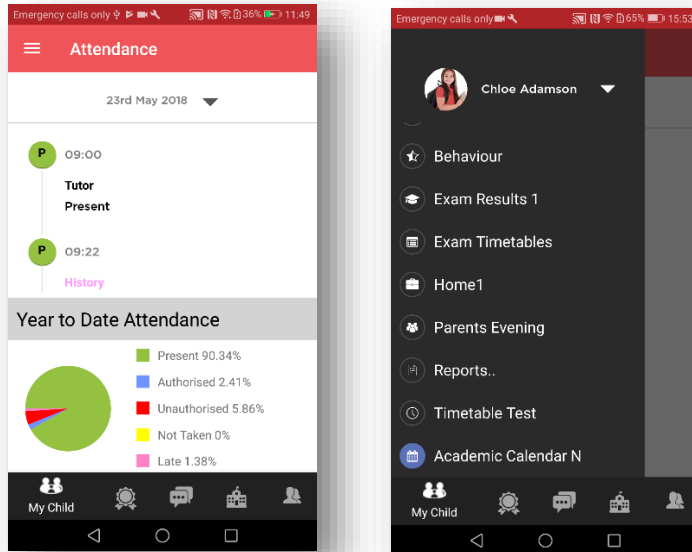 Emergency calls only 36% 11:49
Attendance
23rd May 2018
P 09:00
Tutor
Present
P 09:22
History
Year to Date Attendance
Present 90.34%
Authorised 2.41%
Unauthorised 5.86%
Not Taken 0%
Late 1.38%
My Child
Emergency calls only 65% 15:53
Chloe Adamson
Behaviour
Exam Results 1
Exam Timetables
Home1
Parents Evening
Reports..
Timetable Test
Academic Calendar N
My Child